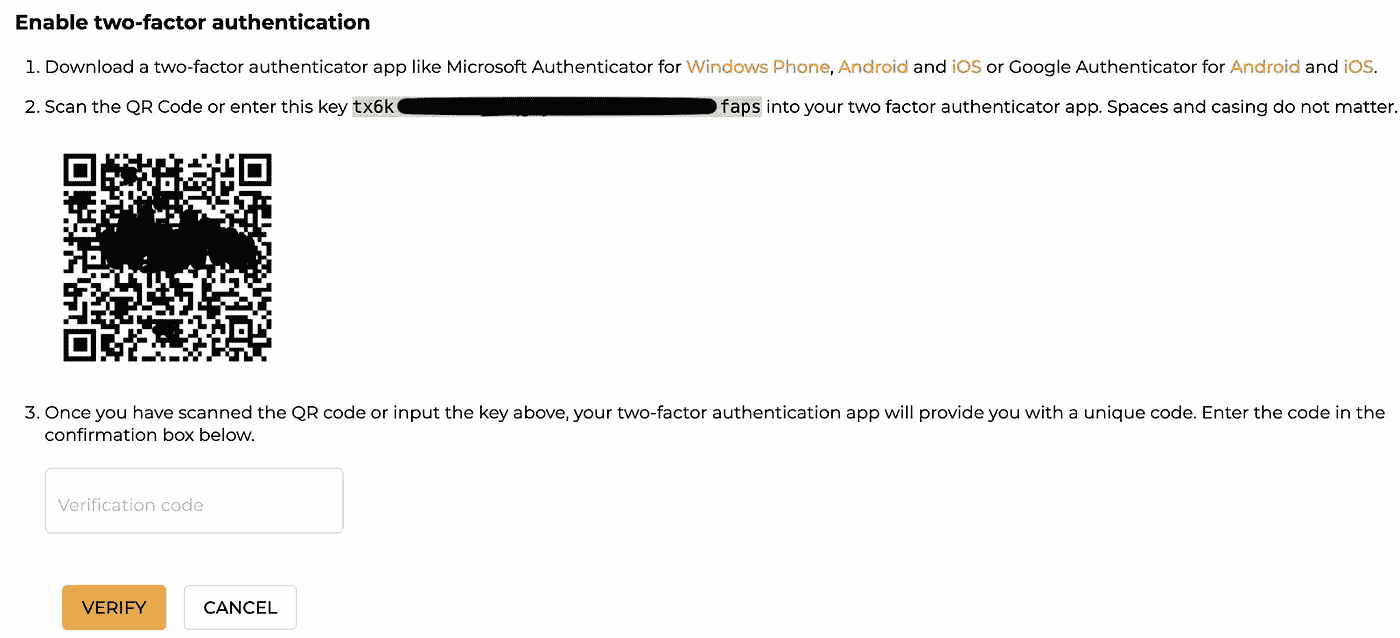 Enable two-factor authentication
1. Download a two-factor authenticator app like Microsoft Authenticator for Windows Phone, Android and iOS or Google Authenticator for Android and iOS.
2. Scan the QR Code or enter this key tx6k faps into your two factor authenticator app. Spaces and casing do not matter.
3. Once you have scanned the QR code or input the key above, your two-factor authentication app will provide you with a unique code. Enter the code in the
confirmation box below.
Verification code
VERIFY CANCEL